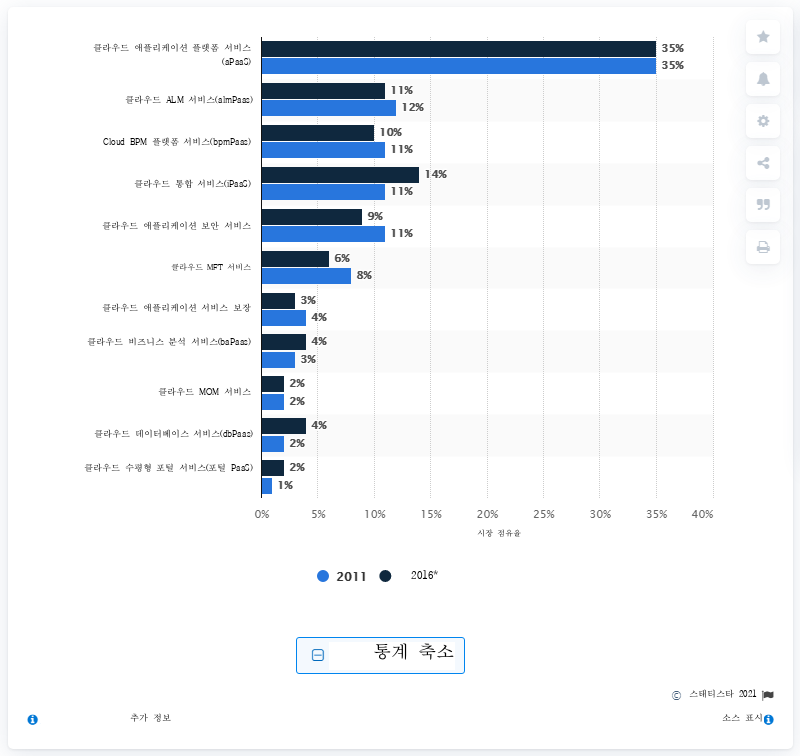 클라우드 애플리케이션 플랫폼 서비스
(aPaaS)
35%
35%
클라우드 ALM 서비스(almPaas)
11%
12%
Cloud BPM 플랫폼 서비스(bpmPaas)
10%
11%
클라우드 통합 서비스(iPaaS)
14%
11%
클라우드 애플리케이션 보안 서비스
9%
11%
클라우드 MFT 서비스
6%
8%
클라우드 애플리케이션 서비스 보장
3%
4%
클라우드 비즈니스 분석 서비스(baPaas)
4%
3%
클라우드 MOM 서비스
2%
2%
클라우드 데이터베이스 서비스(dbPaas)
4%
2%
클라우드 수평형 포털 서비스(포털 PaaS)
2%
1%
0% 5% 10% 15% 20% 25% 30% 35% 40%
시장 점유율
2011 2016*
통계 축소
© 스태티스타 2021
추가 정보 소스 표시